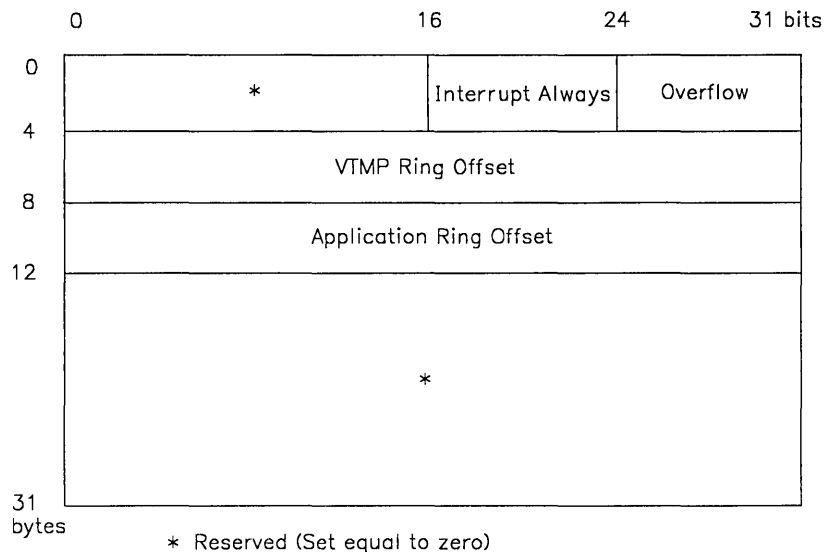 0 16 24 31 bits
0
* Interrupt Always Overflow
4
VTMP Ring Offset
8
Application Ring Offset
12
*
31
bytes
* Reserved (Set equal to zero)